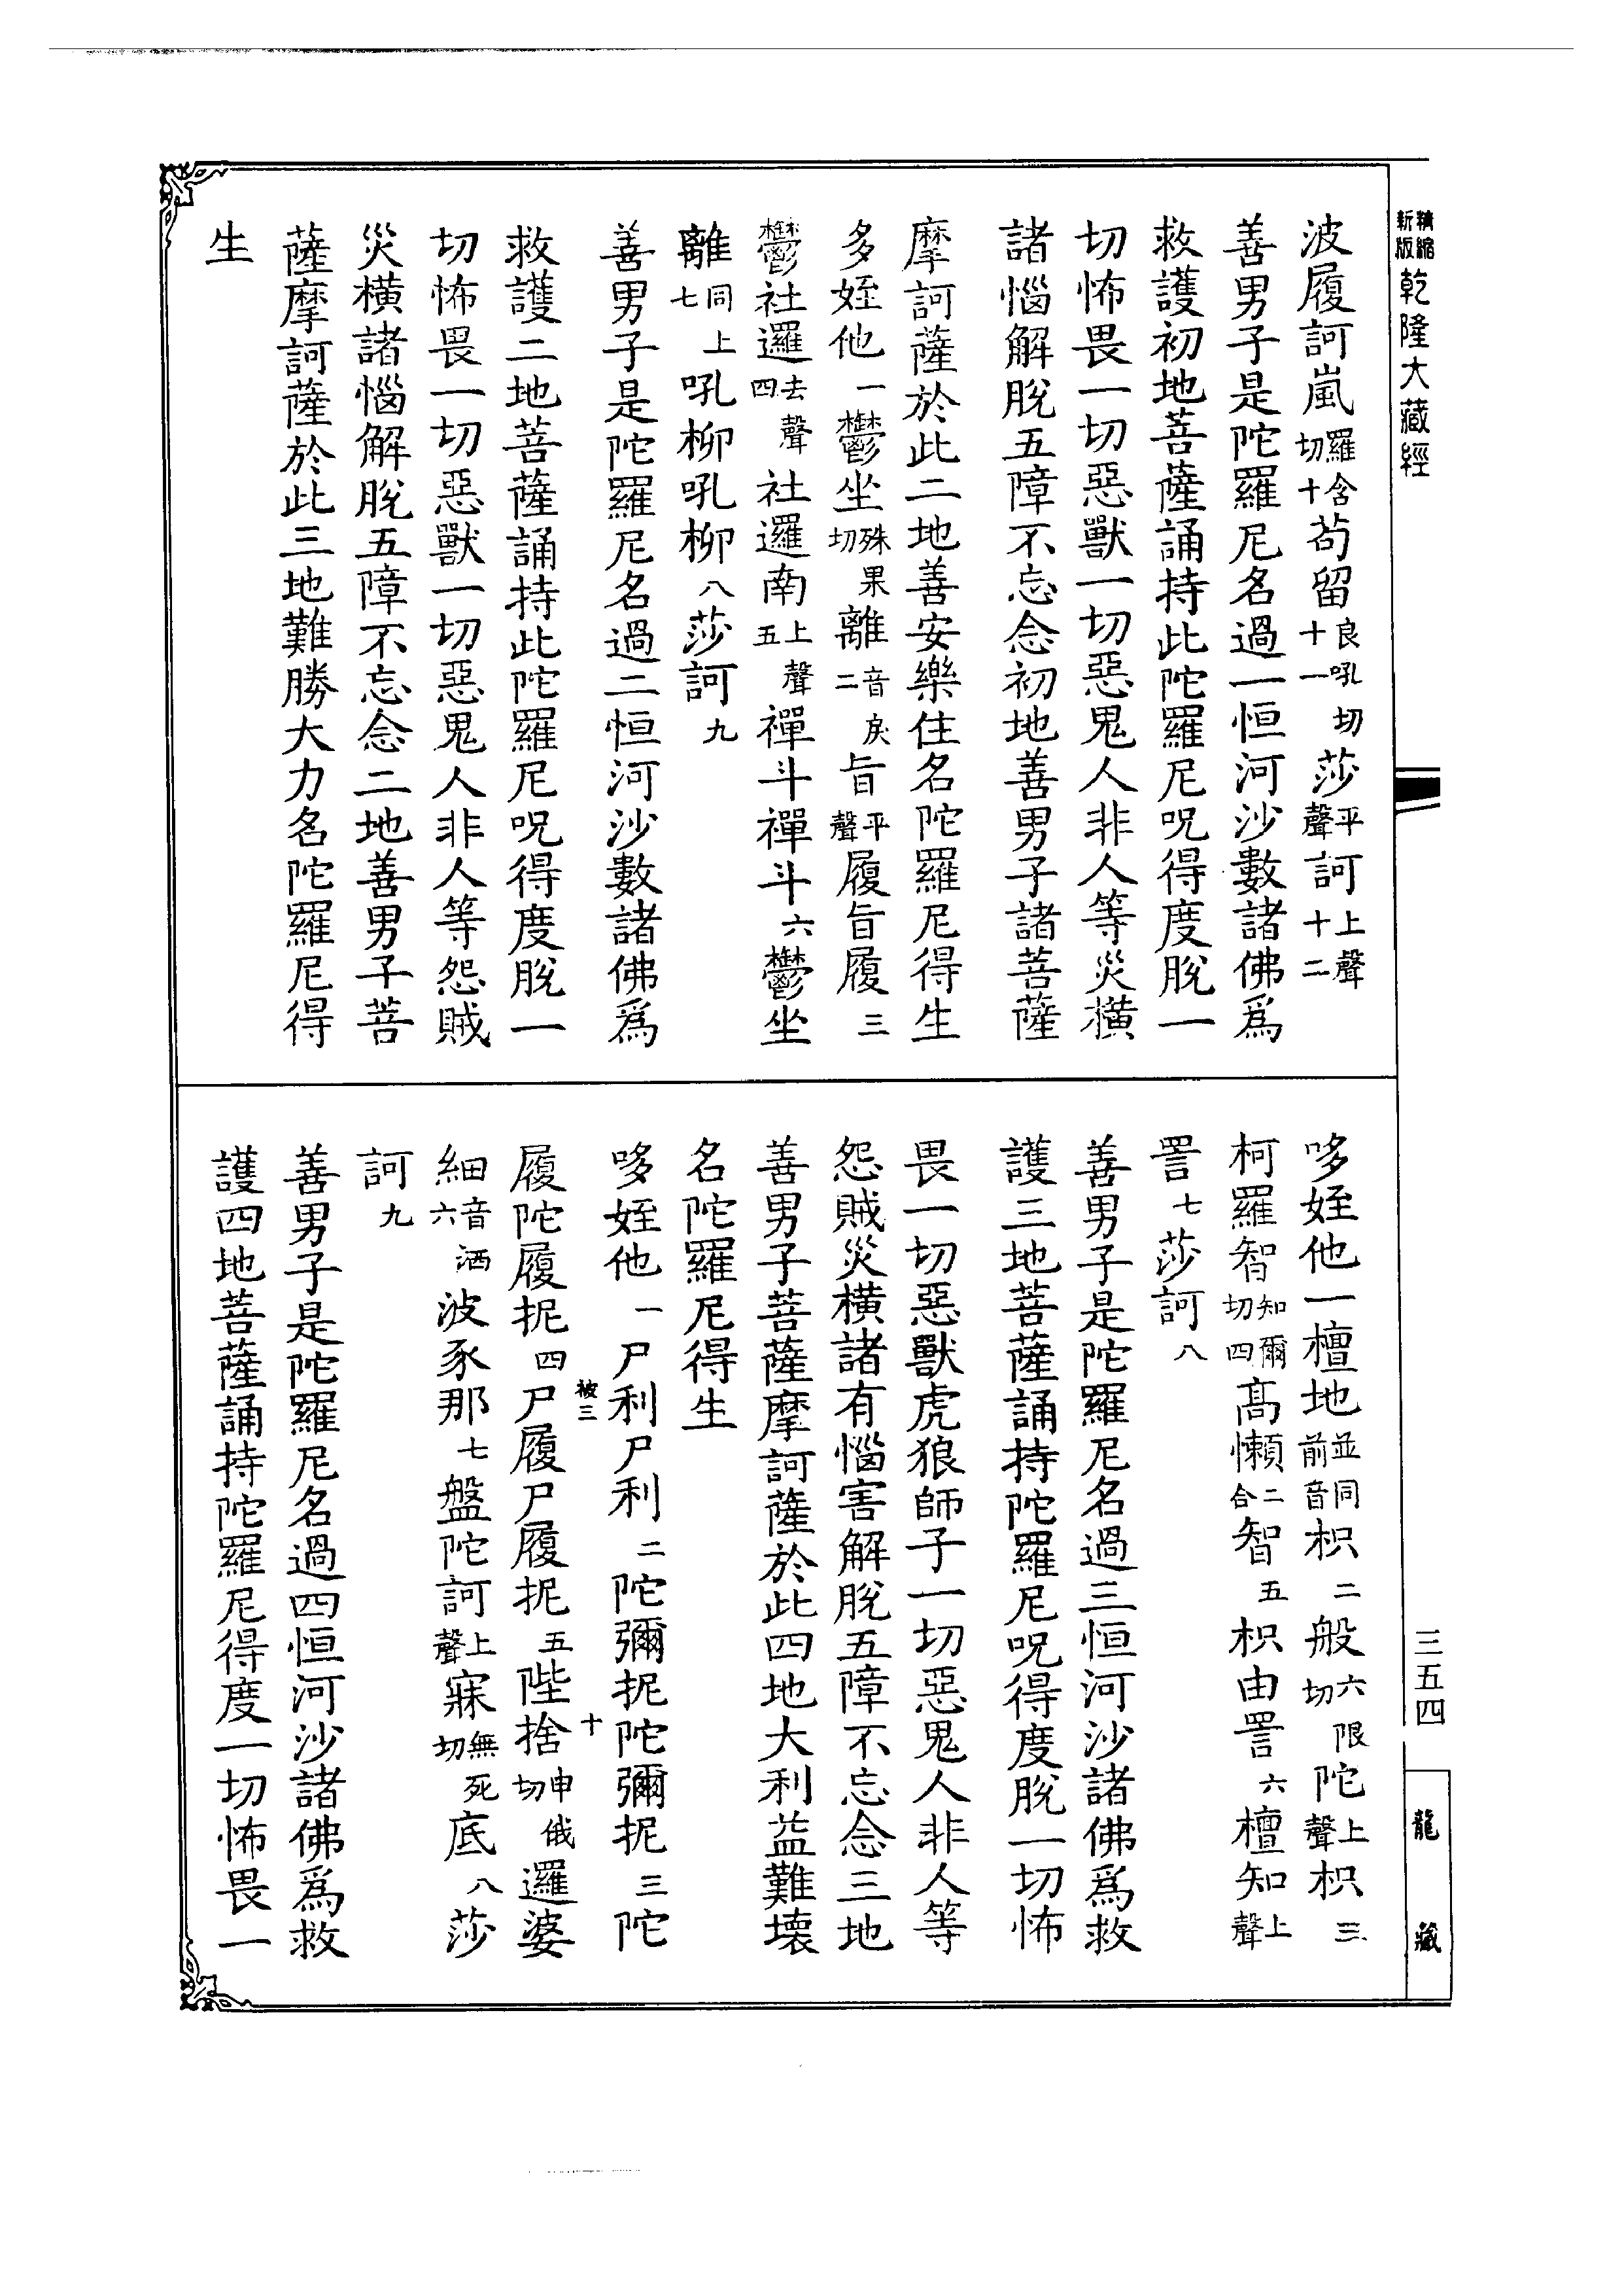 精縮新版乾隆大藏經
波履訶嵐羅含切十苟留良吼切十一莎平聲訶上聲十二
善男子是陀羅尼名過一恒河沙數諸佛爲
救護初地菩薩誦持此陀羅尼呪得度脫一
切怖畏一切惡獸一切惡鬼人非人等災橫
諸惱解脫五障不忘念初地善男子諸菩薩
摩訶薩於此二地善安樂住名陀羅尼得生
多姪他一鬱坐殊果切離音戾二旨平聲履旨履三
鬱社邏去聲四社邏南上聲五禪斗禪斗六鬱坐
離同上七吼柳吼柳八莎訶九
善男子是陀羅尼名過二恒河沙數諸佛爲
救護二地菩薩誦持此陀羅尼呪得度脫一
切怖畏一切惡獸一切惡鬼人非人等怨賊
災橫諸惱解脫五障不忘念二地善男子菩
薩摩訶薩於此三地難勝大力名陀羅尼得
生
哆姪他一檀地並同前音枳二般六限切陀上聲枳三
柯羅智知爾切四高懶二合智五枳由詈六檀知上聲
詈七莎訶八
善男子是陀羅尼名過三恒河沙諸佛爲救
護三地菩薩誦持陀羅尼呪得度脫一切怖
畏一切惡獸虎狼師子一切惡鬼人非人等
怨賊災橫諸有惱害解脫五障不忘念三地
善男子菩薩摩訶薩於此四地大利益難壞
名陀羅尼得生
哆姪他一尸利尸利二陀彌抳陀彌抳三陀
被三
十
履陀履抳四尸履尸履抳五陛捨申俄切邏婆
細音洒六波豕那七盤陀訶上聲寐無死切底八莎
訶九
善男子是陀羅尼名過四恒河沙諸佛爲救
護四地菩薩誦持陀羅尼得度一切怖畏一
三五四
龍藏